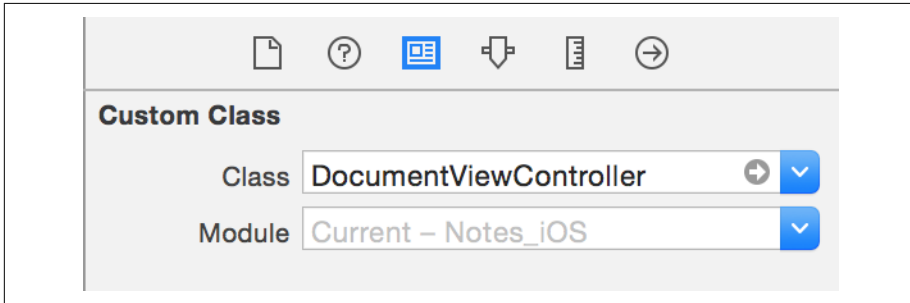 Custom Class
Class DocumentViewController
Module Current – Notes_iOS